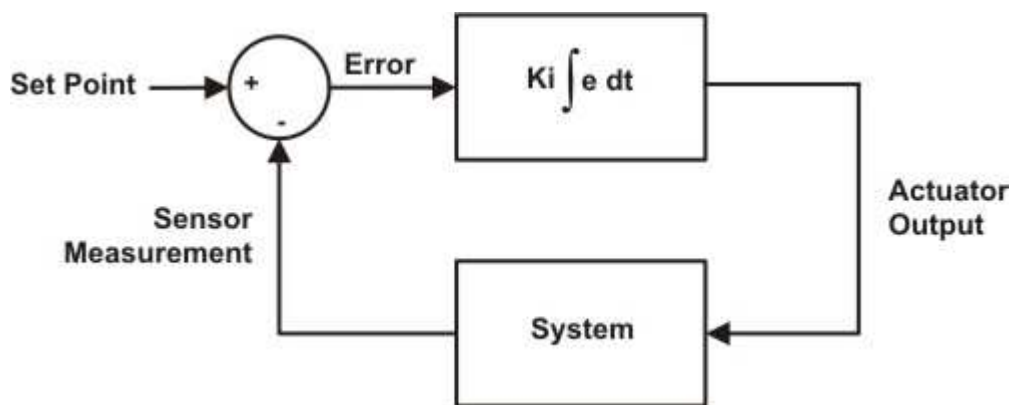 Set Point
+
-
Error
Ki ∫ e dt
Actuator
Output
Sensor
Measurement
System